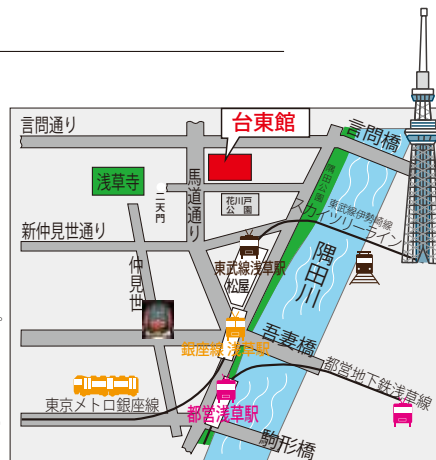 台東館
言問通り
言問橋
浅草寺
二天門
馬道通り
花川戸
公園
隅田公園
東武線伊勢崎線
スカイツリーライン
新仲見世通り
仲見世
東武線浅草駅
松屋
隅田川
銀座線 浅草駅
吾妻橋
都営地下鉄浅草線
東京メトロ銀座線
都営浅草駅
駒形橋
。